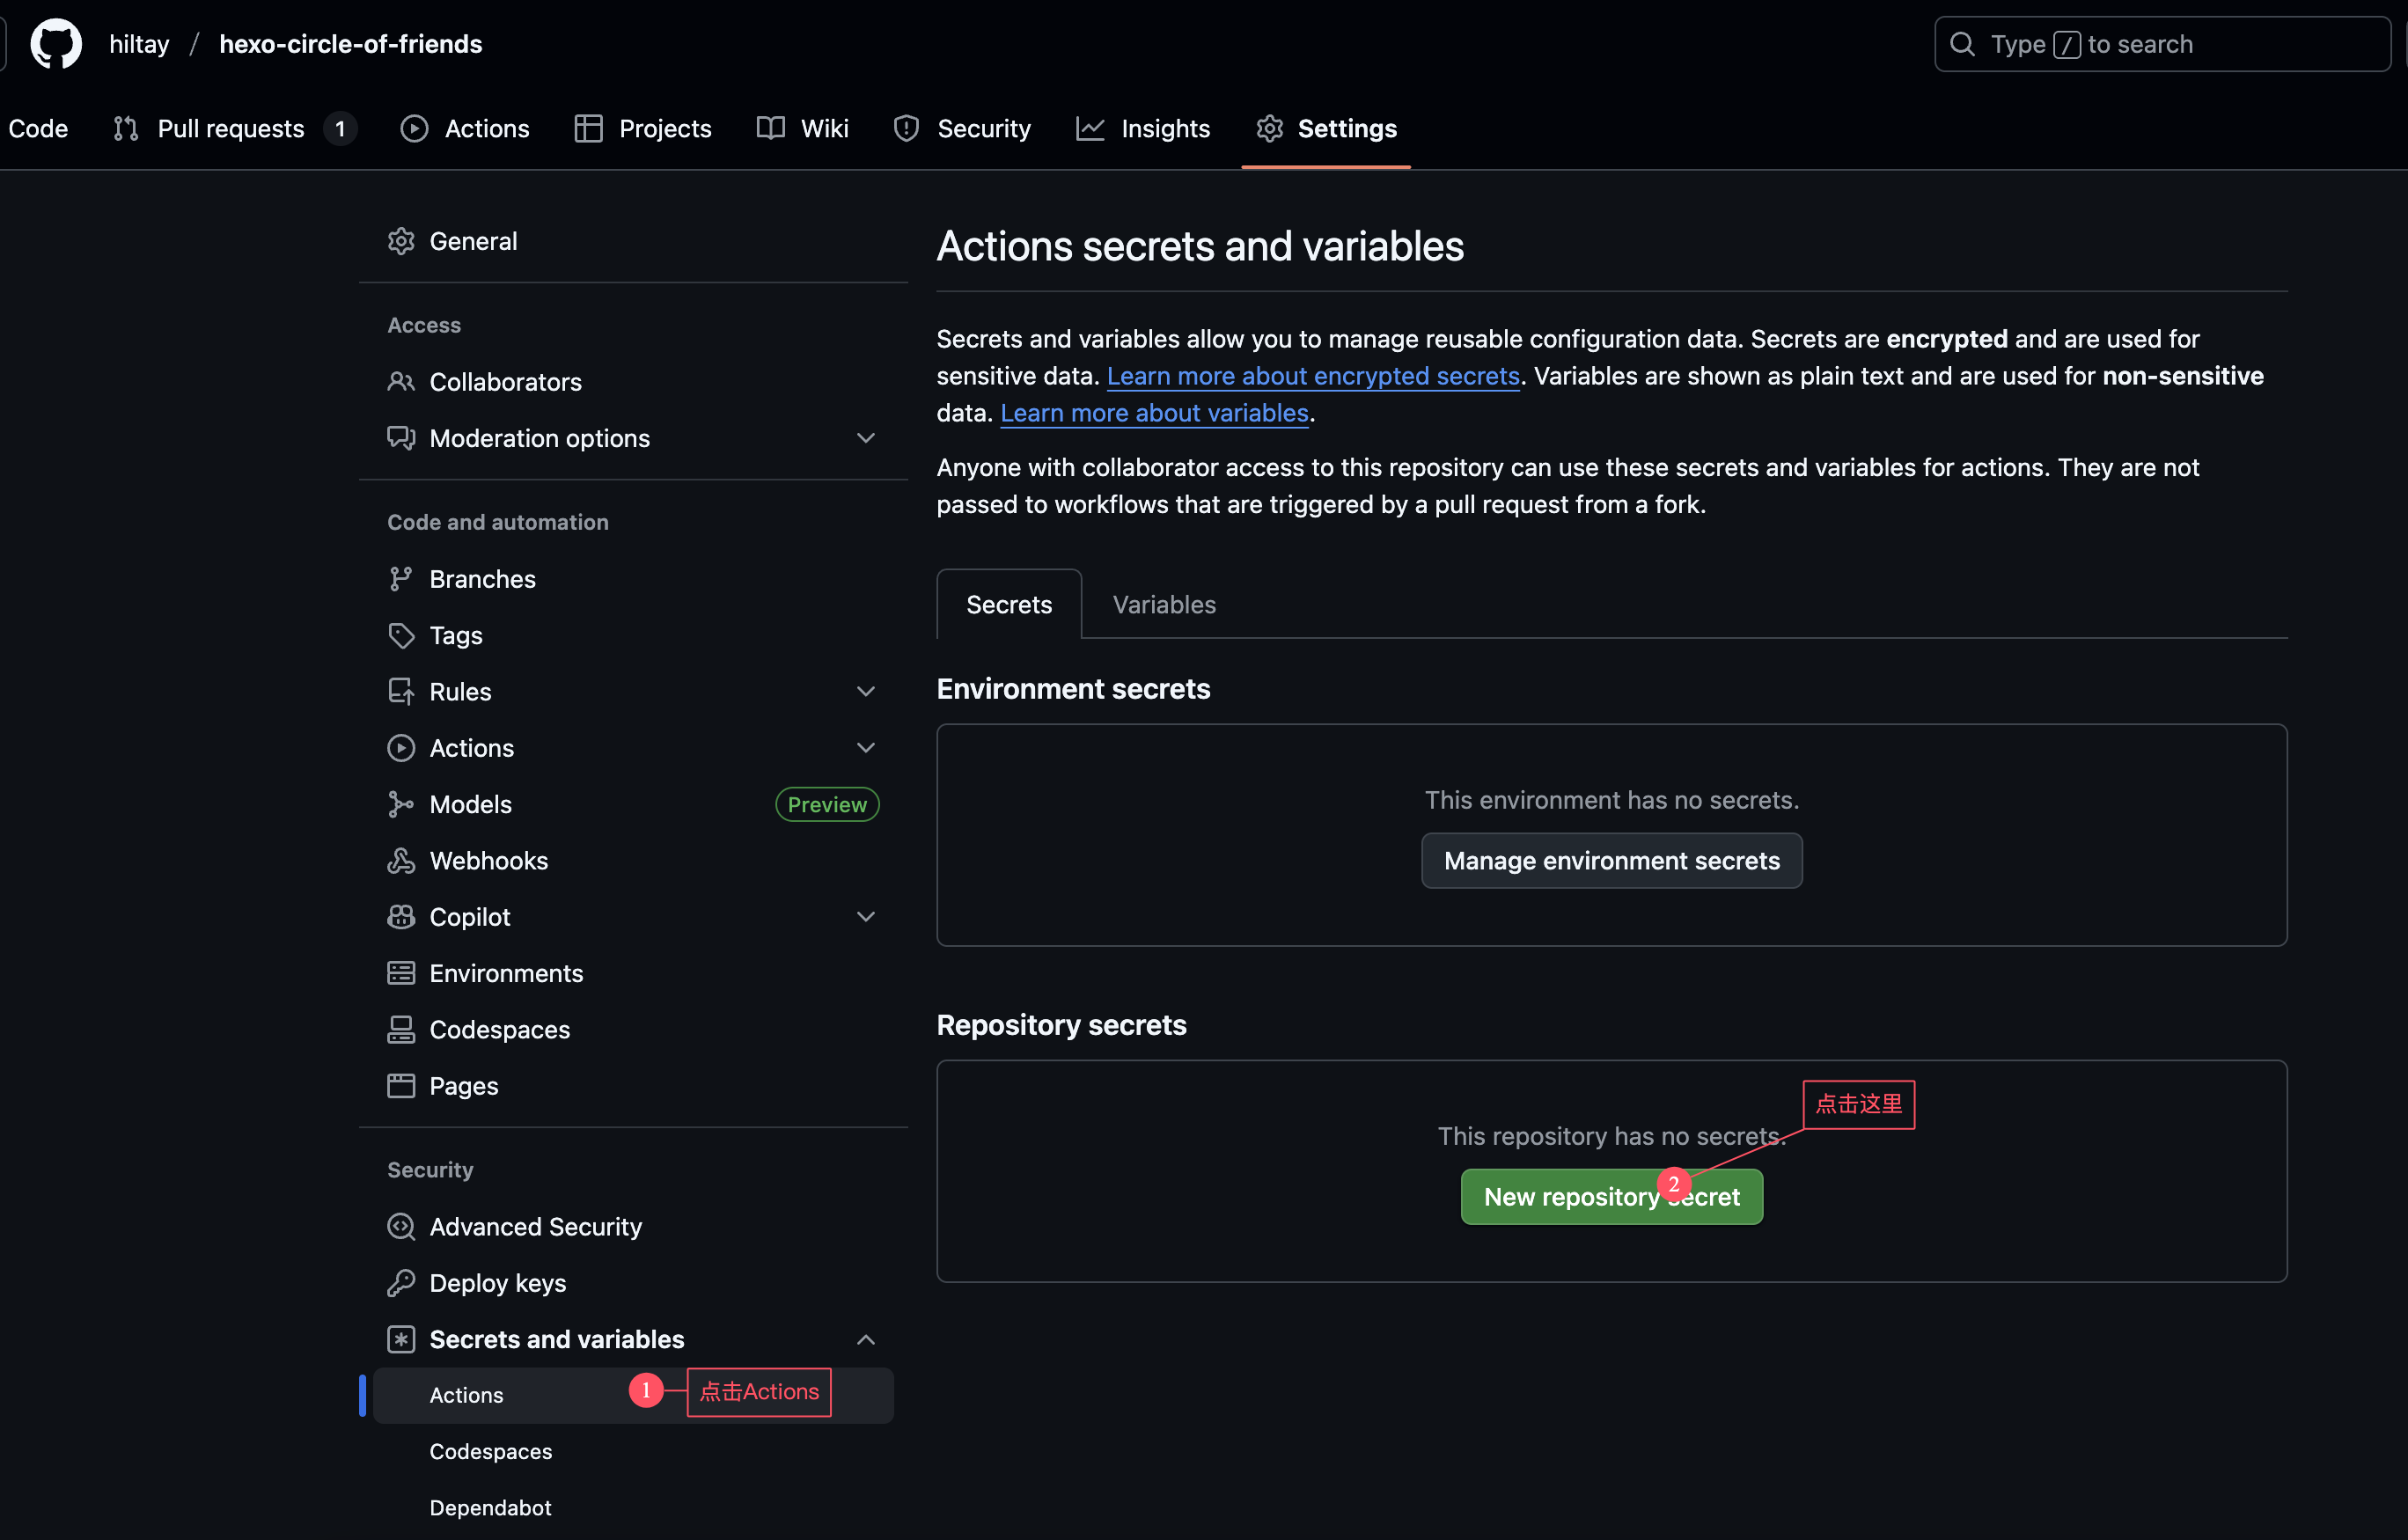 hiltay / hexo-circle-of-friends
Type / to search
Code
Pull requests 1
Actions
Projects
Wiki
Security
Insights
Settings
General
Access
Collaborators
Moderation options
Code and automation
Branches
Tags
Rules
Actions
Models Preview
Webhooks
Copilot
Environments
Codespaces
Pages
Security
Advanced Security
Deploy keys
Secrets and variables
Actions
1 点击Actions
Codespaces
Dependabot
Actions secrets and variables
Secrets and variables allow you to manage reusable configuration data. Secrets are encrypted and are used for
sensitive data. Learn more about encrypted secrets. Variables are shown as plain text and are used for non-sensitive
data. Learn more about variables.
Anyone with collaborator access to this repository can use these secrets and variables for actions. They are not
passed to workflows that are triggered by a pull request from a fork.
Secrets
Variables
Environment secrets
This environment has no secrets.
Manage environment secrets
Repository secrets
点击这里
This repository has no secrets.
2
New repository secret